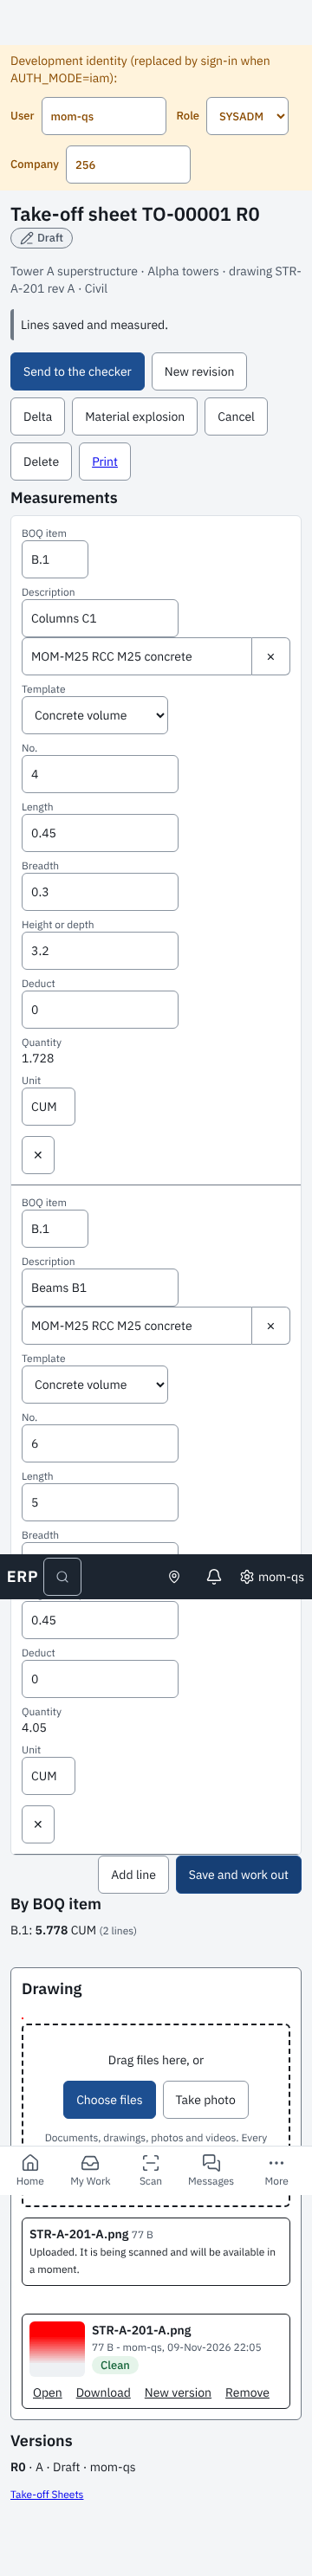 Development identity (replaced by sign-in when
AUTH_MODE=iam):
User mom-qs Role SYSADM
Company 256
Take-off sheet TO-00001 R0
Draft
Tower A superstructure · Alpha towers · drawing STR-
A-201 rev A · Civil
Lines saved and measured.
Send to the checker New revision
Delta Material explosion Cancel
Delete Print
Measurements
BOQ item
B.1
Description
Columns C1
MOM-M25 RCC M25 concrete ×
Template
Concrete volume
No.
4
Length
0.45
Breadth
0.3
Height or depth
3.2
Deduct
0
Quantity
1.728
Unit
CUM
×
BOQ item
B.1
Description
Beams B1
MOM-M25 RCC M25 concrete ×
Template
Concrete volume
No.
6
Length
5
Breadth
ERP mom-qs
0.45
Deduct
0
Quantity
4.05
Unit
CUM
×
Add line Save and work out
By BOQ item
B.1: 5.778 CUM (2 lines)
Drawing
Drag files here, or
Choose files Take photo
Documents, drawings, photos and videos. Every
Home My Work Scan Messages More
STR-A-201-A.png 77 B
Uploaded. It is being scanned and will be available in
a moment.
STR-A-201-A.png
77 B - mom-qs, 09-Nov-2026 22:05
Clean
Open Download New version Remove
Versions
R0 · A · Draft · mom-qs
Take-off Sheets